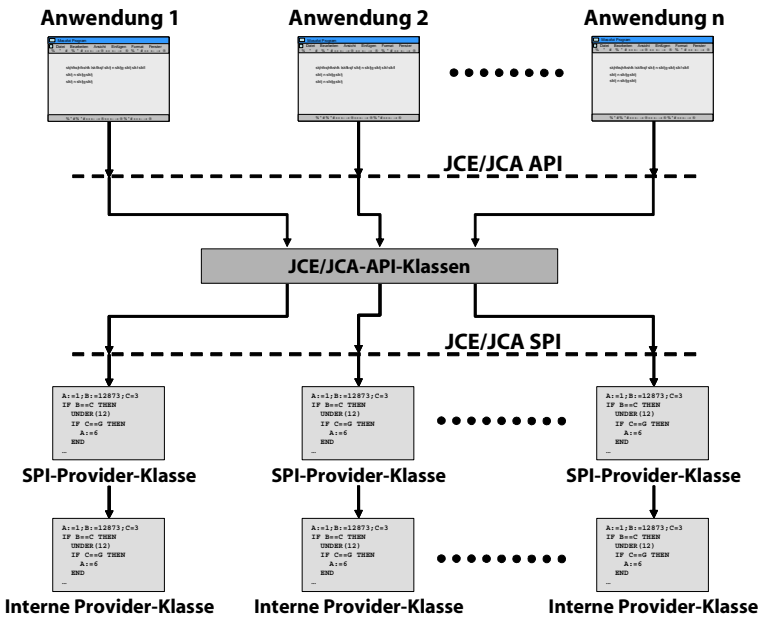 Anwendung 1
Anwendung 2
Anwendung n
JCE/JCA API
JCE/JCA-API-Klassen
JCE/JCA SPI
A:=1;B:=12873;C=3
IF B==C THEN
UNDER(12)
IF C==G THEN
A:=6
END
…
A:=1;B:=12873;C=3
IF B==C THEN
UNDER(12)
IF C==G THEN
A:=6
END
…
A:=1;B:=12873;C=3
IF B==C THEN
UNDER(12)
IF C==G THEN
A:=6
END
…
SPI-Provider-Klasse
SPI-Provider-Klasse
SPI-Provider-Klasse
A:=1;B:=12873;C=3
IF B==C THEN
UNDER(12)
IF C==G THEN
A:=6
END
…
A:=1;B:=12873;C=3
IF B==C THEN
UNDER(12)
IF C==G THEN
A:=6
END
…
A:=1;B:=12873;C=3
IF B==C THEN
UNDER(12)
IF C==G THEN
A:=6
END
…
Interne Provider-Klasse
Interne Provider-Klasse
Interne Provider-Klasse